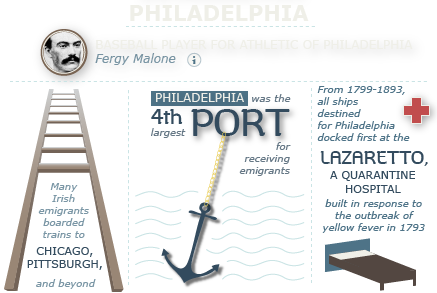 PHILADELPHIA
BASEBALL PLAYER FOR ATHLETIC OF PHILADELPHIA
Fergy Malone i
Many
Irish
emigrants
boarded
trains to
CHICAGO,
PITTSBURGH,
and beyond
PHILADELPHIA was the
4th
largest
PORT
for
receiving
emigrants
From 1799-1893,
all ships
destined
for Philadelphia
docked first at the
LAZARETTO,
A QUARANTINE
HOSPITAL
built in response to
the outbreak of
yellow fever in 1793